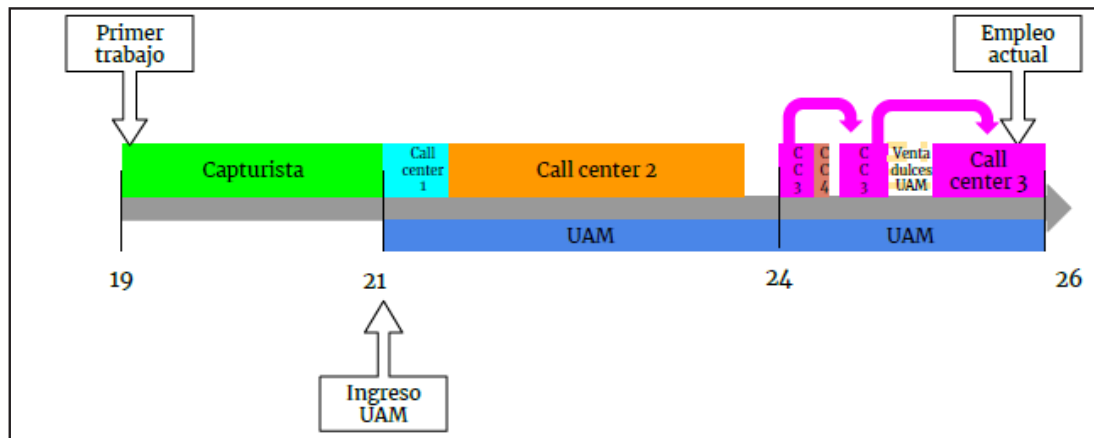 Primer
trabajo
Empleo
actual
Capturista
Call
center
1
Call center 2
C
C
3
C
C
4
C
C
3
Venta
dulces
UAM
Call
center 3
UAM
UAM
19
21
24
26
Ingreso
UAM